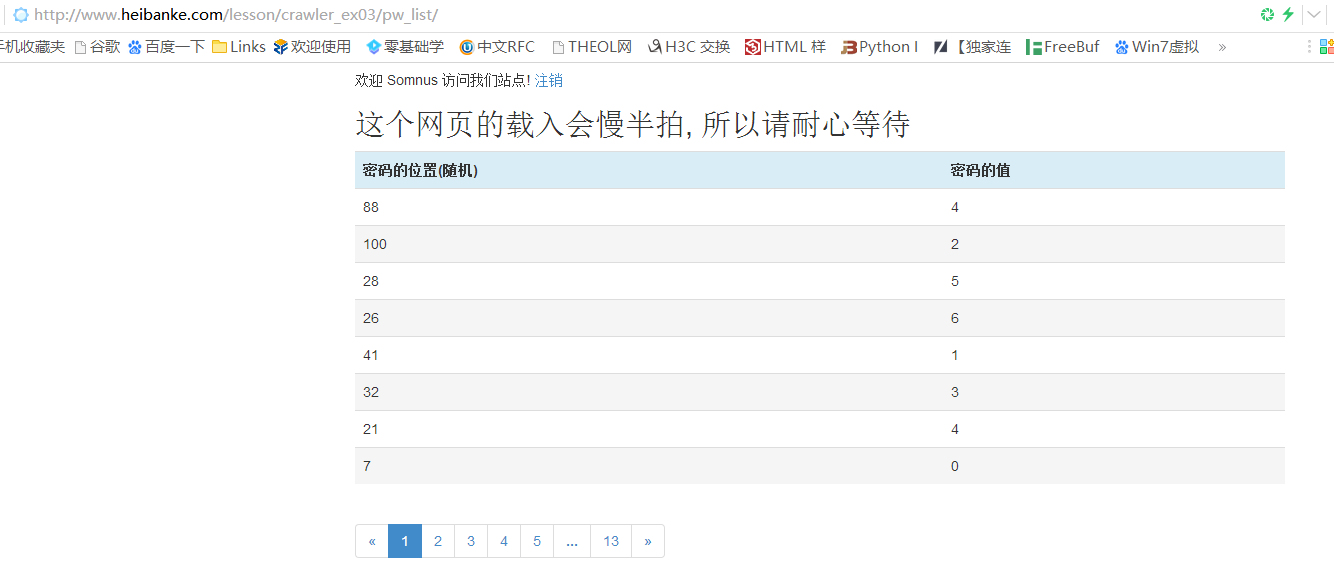 http://www.heibanke.com/lesson/crawler_ex03/pw_list/
手机收藏夹 谷歌 百度一下 Links 欢迎使用 零基础学 中文RFC THEOL网 H3C 交换 HTML 样 Python I 【独家连 FreeBuf Win7虚拟 »
欢迎 Somnus 访问我们站点! 注销
这个网页的载入会慢半拍, 所以请耐心等待
密码的位置(随机) 密码的值
88 4
100 2
28 5
26 6
41 1
32 3
21 4
7 0
« 1 2 3 4 5 ... 13 »